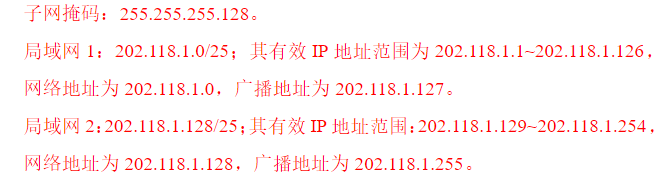 子网掩码：255.255.255.128。
局域网 1：202.118.1.0/25；其有效 IP 地址范围为 202.118.1.1~202.118.1.126，
网络地址为 202.118.1.0，广播地址为 202.118.1.127。
局域网 2：202.118.1.128/25；其有效 IP 地址范围：202.118.1.129~202.118.1.254，
网络地址为 202.118.1.128，广播地址为 202.118.1.255。